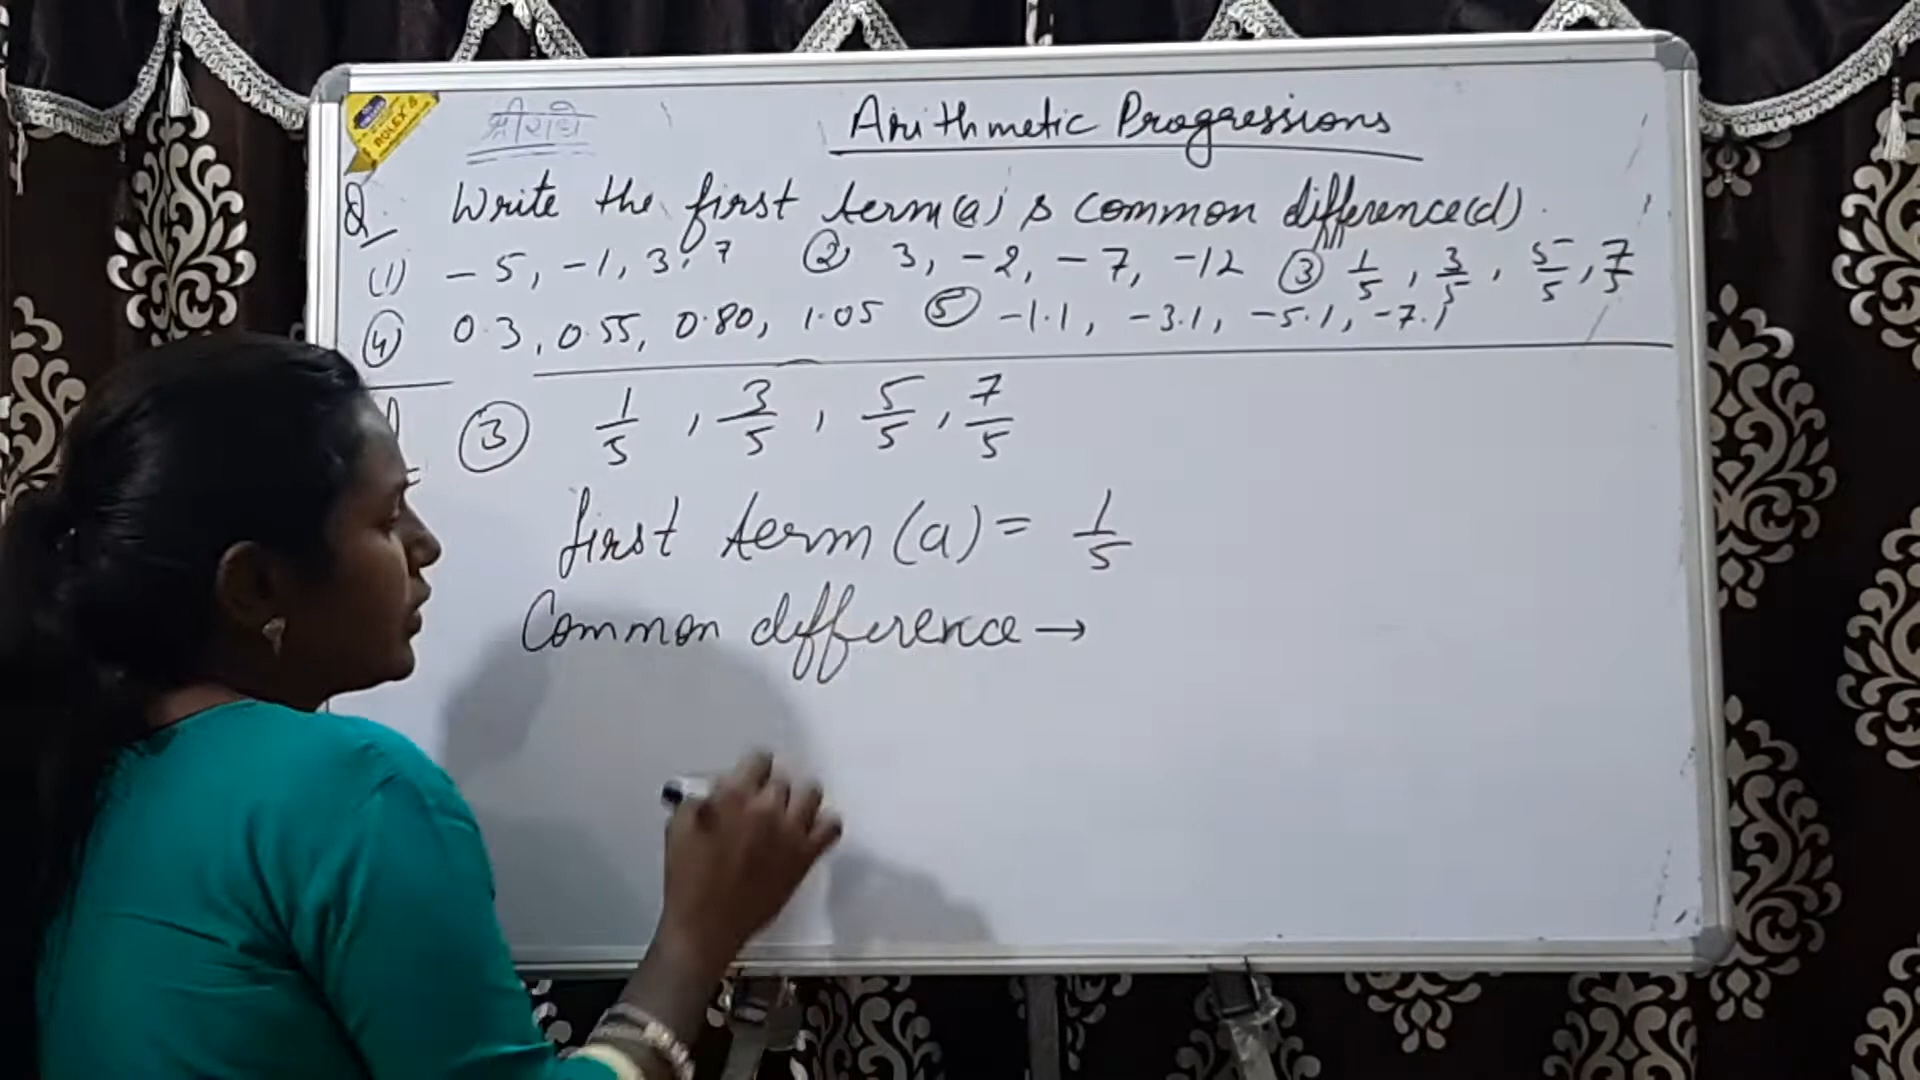 ROLEX
श्री राधे
Arithmetic Progressions
Q. Write the first term(a) & common difference(d).
(1) -5, -1, 3, 7 ② 3, -2, -7, -12 ③ 1/5, 3/5, 5/5, 7/5
④ 0.3, 0.55, 0.80, 1.05 ⑤ -1.1, -3.1, -5.1, -7.1
③ 1/5, 3/5, 5/5, 7/5
first term (a) = 1/5
Common difference →